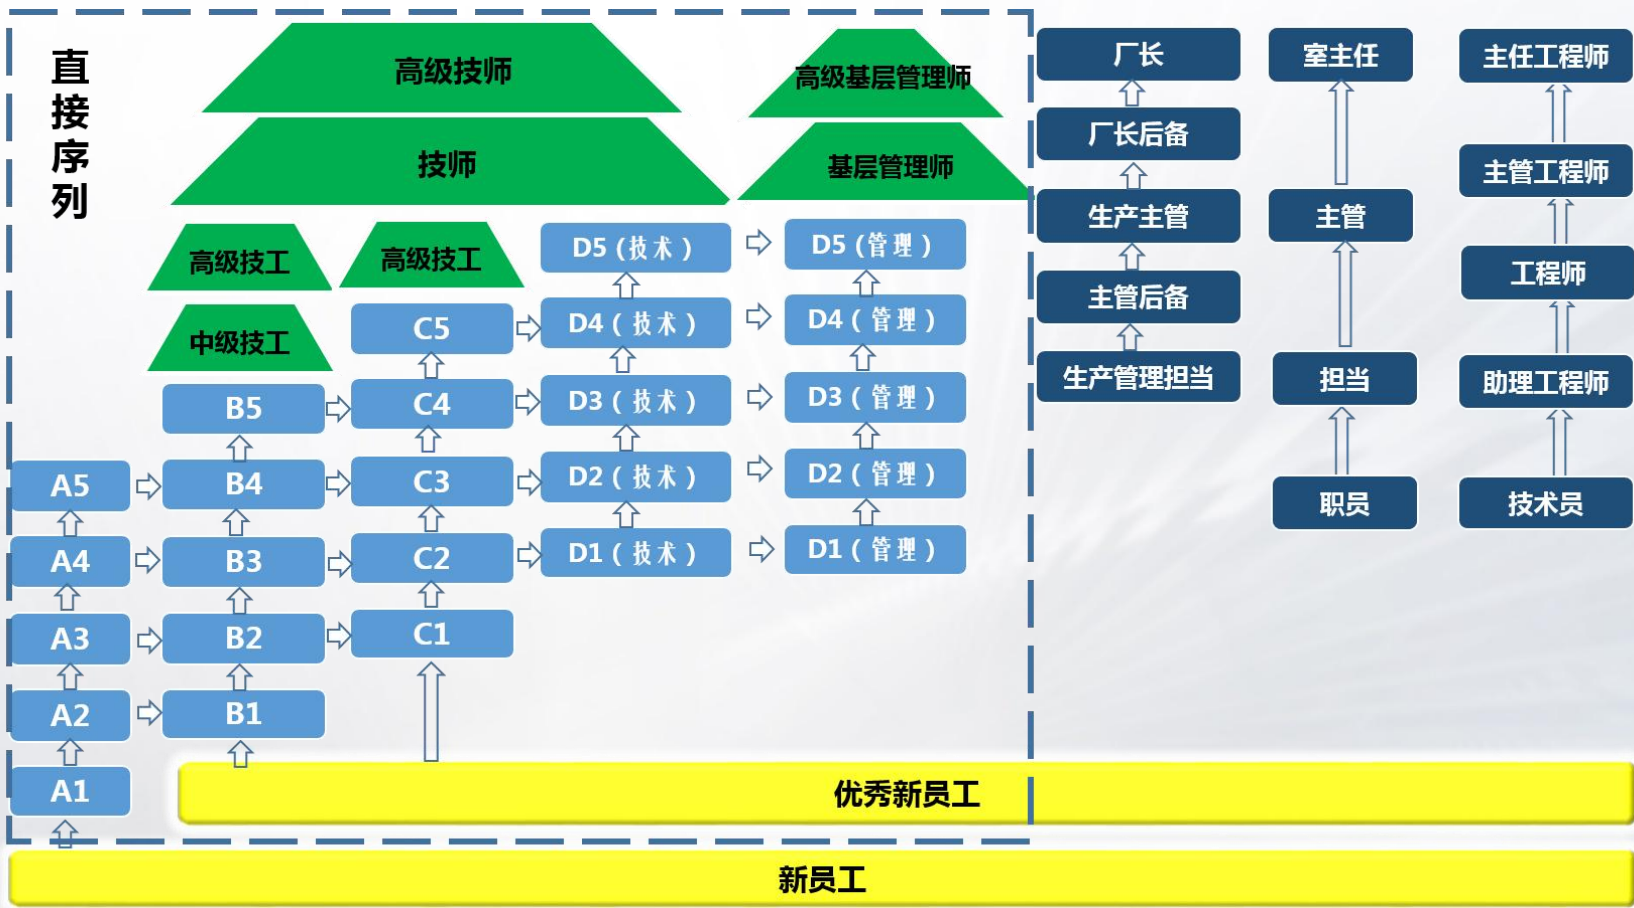 直接序列
高级技师
技师
高级基层管理师
基层管理师
高级技工
中级技工
高级技工
D5 (技术)
D5 (管理)
C5
D4 (技术)
D4 (管理)
B5
C4
D3 (技术)
D3 (管理)
A5
B4
C3
D2 (技术)
D2 (管理)
A4
B3
C2
D1 (技术)
D1 (管理)
A3
B2
C1
A2
B1
A1
厂长
厂长后备
生产主管
主管后备
生产管理担当
室主任
主管
担当
职员
主任工程师
主管工程师
工程师
助理工程师
技术员
优秀新员工
新员工